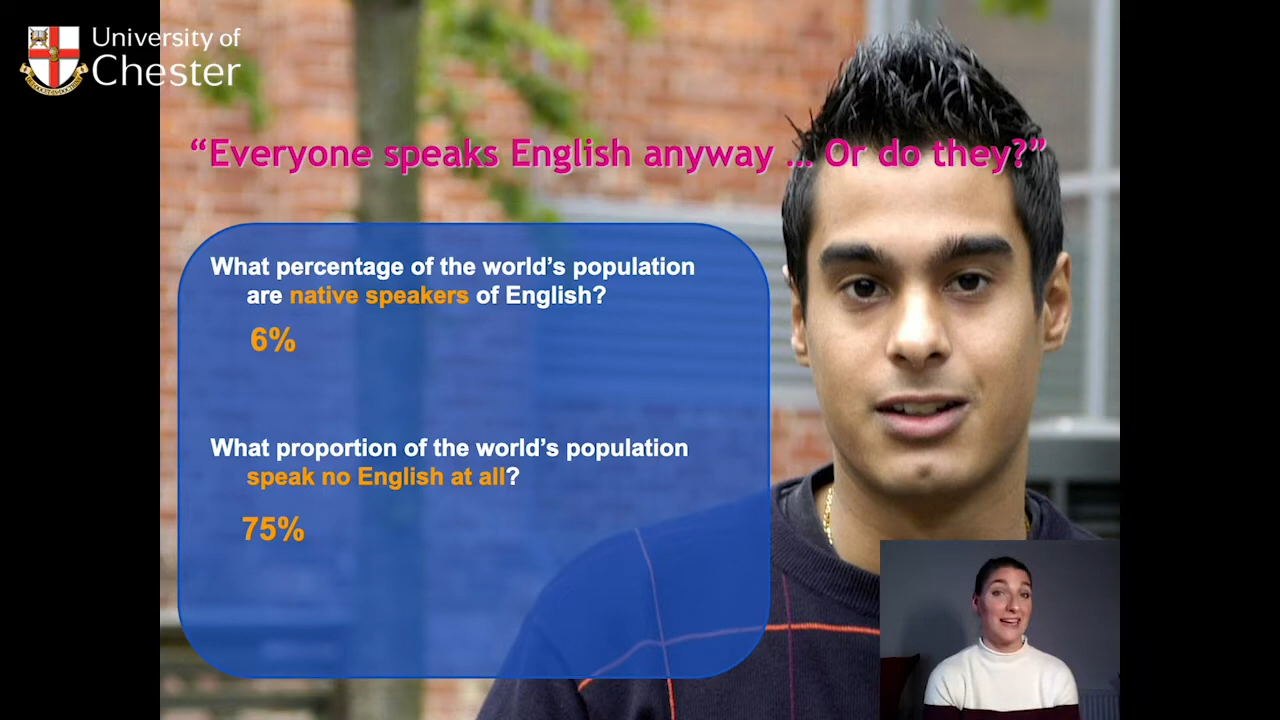 University of
Chester
“Everyone speaks English anyway … Or do they?”
What percentage of the world’s population
are native speakers of English?
6%
What proportion of the world’s population
speak no English at all?
75%